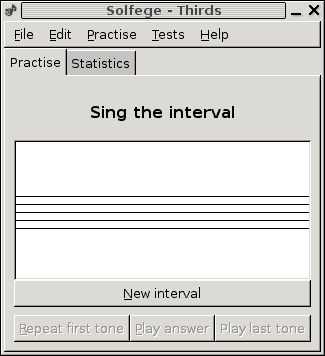 Solfege - Thirds
File Edit Practise Tests Help
Practise Statistics
Sing the interval
New interval
Repeat first tone Play answer Play last tone